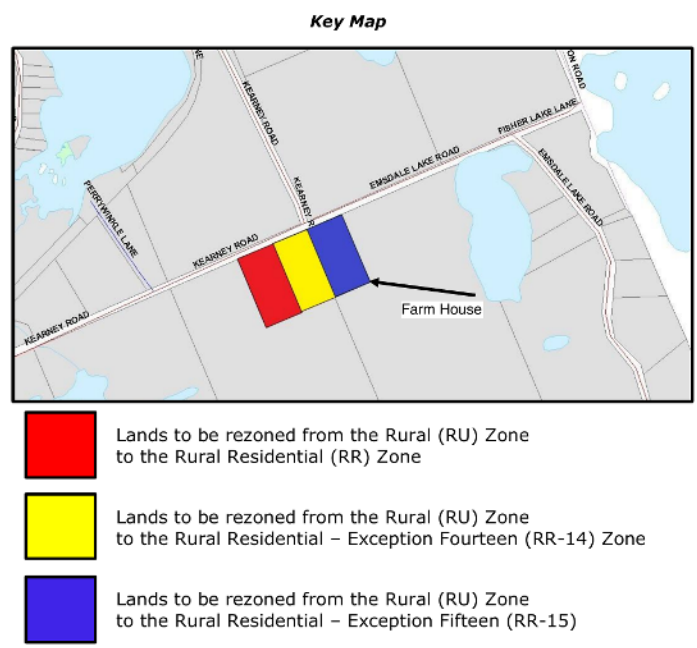 Key Map
NE
ON ROAD
KEARNEY ROAD
FISHER LAKE LANE
EMSDALE LAKE ROAD
EMSDALE LAKE ROAD
PERRYWINKLE LANE
KEARNEY R
KEARNEY ROAD
Farm House
KEARNEY ROAD
Lands to be rezoned from the Rural (RU) Zone
to the Rural Residential (RR) Zone
Lands to be rezoned from the Rural (RU) Zone
to the Rural Residential – Exception Fourteen (RR-14) Zone
Lands to be rezoned from the Rural (RU) Zone
to the Rural Residential – Exception Fifteen (RR-15)